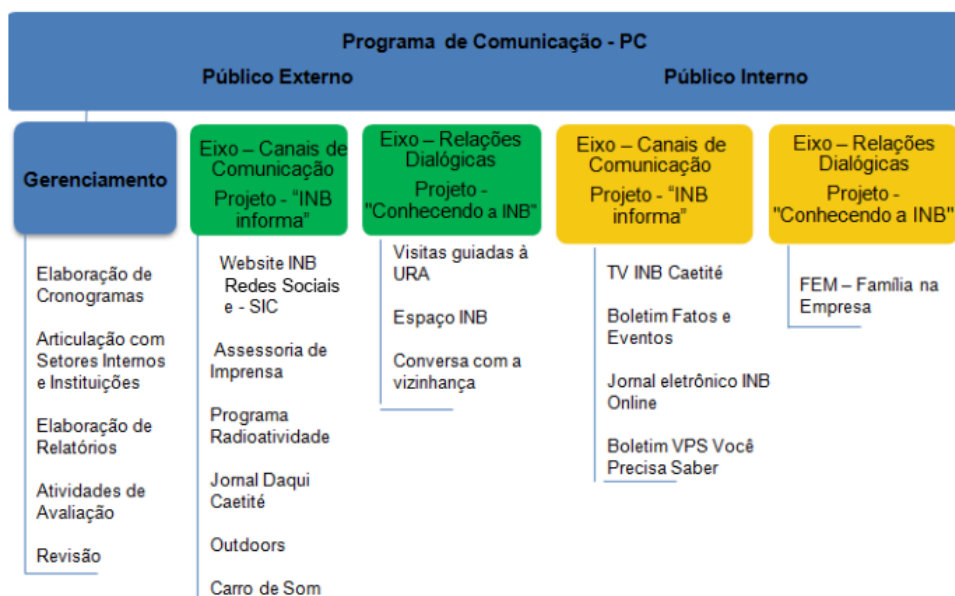 Programa de Comunicação - PC
Público Externo
Público Interno
Gerenciamento
Elaboração de
Cronogramas
Articulação com
Setores Internos
e Instituições
Elaboração de
Relatórios
Atividades de
Avaliação
Revisão
Eixo – Canais de
Comunicação
Projeto - “INB
informa”
Website INB
Redes Sociais
e - SIC
Assessoria de
Imprensa
Programa
Radioatividade
Jornal Daqui
Caetité
Outdoors
Carro de Som
Eixo – Relações
Dialógicas
Projeto -
"Conhecendo a INB"
Visitas guiadas à
URA
Espaço INB
Conversa com a
vizinhança
Eixo – Canais de
Comunicação
Projeto - “INB
informa”
TV INB Caetité
Boletim Fatos e
Eventos
Jornal eletrônico INB
Online
Boletim VPS Você
Precisa Saber
Eixo – Relações
Dialógicas
Projeto -
"Conhecendo a INB"
FEM – Família na
Empresa